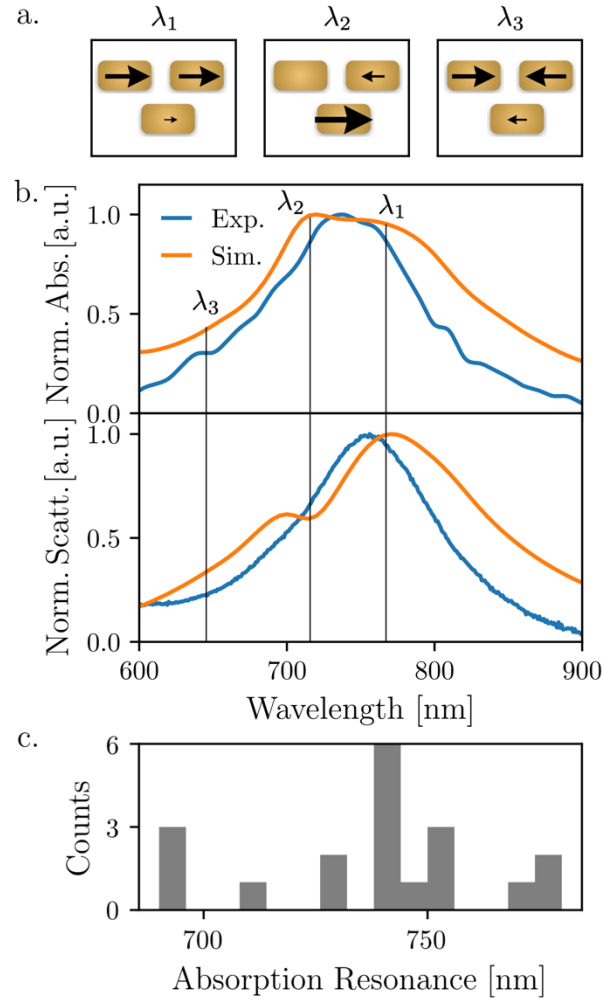 a.
λ₁ λ₂ λ₃
b.
Norm. Abs.[a.u.]
1.0
0.5
0.0
Exp.
Sim.
λ₃
λ₂
λ₁
Norm. Scatt.[a.u.]
1.0
0.5
0.0
600 700 800 900
Wavelength [nm]
c.
Counts
6
3
0
700 750
Absorption Resonance [nm]